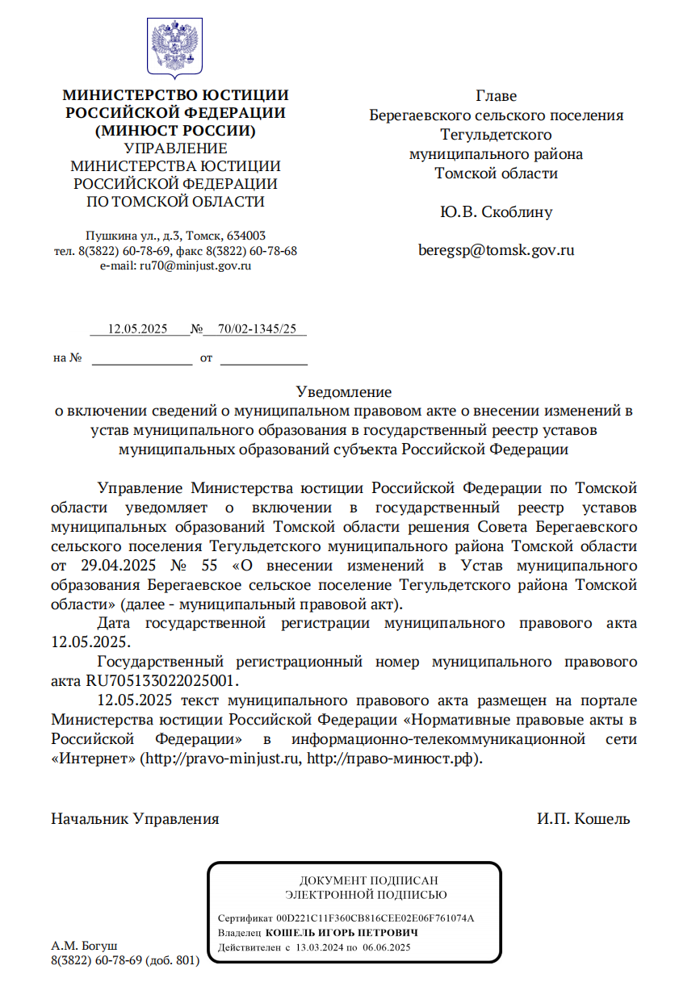 МИНИСТЕРСТВО ЮСТИЦИИ
РОССИЙСКОЙ ФЕДЕРАЦИИ
(МИНЮСТ РОССИИ)
УПРАВЛЕНИЕ
МИНИСТЕРСТВА ЮСТИЦИИ
РОССИЙСКОЙ ФЕДЕРАЦИИ
ПО ТОМСКОЙ ОБЛАСТИ
Пушкина ул., д.3, Томск, 634003
тел. 8(3822) 60-78-69, факс 8(3822) 60-78-68
e-mail: ru70@minjust.gov.ru
Главе
Берегаевского сельского поселения
Тегульдетского
муниципального района
Томской области
Ю.В. Скоблину
beregsp@tomsk.gov.ru
12.05.2025 № 70/02-1345/25
на № от
Уведомление
о включении сведений о муниципальном правовом акте о внесении изменений в
устав муниципального образования в государственный реестр уставов
муниципальных образований субъекта Российской Федерации
Управление Министерства юстиции Российской Федерации по Томской
области уведомляет о включении в государственный реестр уставов
муниципальных образований Томской области решения Совета Берегаевского
сельского поселения Тегульдетского муниципального района Томской области
от 29.04.2025 № 55 «О внесении изменений в Устав муниципального
образования Берегаевское сельское поселение Тегульдетского района Томской
области» (далее - муниципальный правовой акт).
Дата государственной регистрации муниципального правового акта
12.05.2025.
Государственный регистрационный номер муниципального правового
акта RU705133022025001.
12.05.2025 текст муниципального правового акта размещен на портале
Министерства юстиции Российской Федерации «Нормативные правовые акты в
Российской Федерации» в информационно-телекоммуникационной сети
«Интернет» (http://pravo-minjust.ru, http://право-минюст.рф).
Начальник Управления И.П. Кошель
ДОКУМЕНТ ПОДПИСАН
ЭЛЕКТРОННОЙ ПОДПИСЬЮ
Сертификат 00D221C11F360CB816CEE02E06F761074A
Владелец КОШЕЛЬ ИГОРЬ ПЕТРОВИЧ
Действителен с 13.03.2024 по 06.06.2025
А.М. Богуш
8(3822) 60-78-69 (доб. 801)